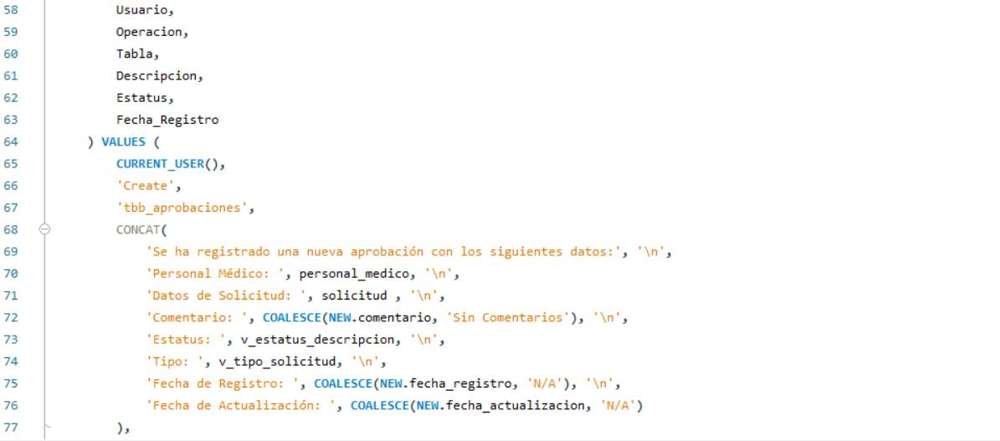 58 Usuario,
59 Operacion,
60 Tabla,
61 Descripcion,
62 Estatus,
63 Fecha_Registro
64 ) VALUES (
65 CURRENT_USER(),
66 'Create',
67 'tbb_aprobaciones',
68 CONCAT(
69 'Se ha registrado una nueva aprobación con los siguientes datos:', '\n',
70 'Personal Médico: ', personal_medico, '\n',
71 'Datos de Solicitud: ', solicitud , '\n',
72 'Comentario: ', COALESCE(NEW.comentario, 'Sin Comentarios'), '\n',
73 'Estatus: ', v_estatus_descripcion, '\n',
74 'Tipo: ', v_tipo_solicitud, '\n',
75 'Fecha de Registro: ', COALESCE(NEW.fecha_registro, 'N/A'), '\n',
76 'Fecha de Actualización: ', COALESCE(NEW.fecha_actualizacion, 'N/A')
77 ),